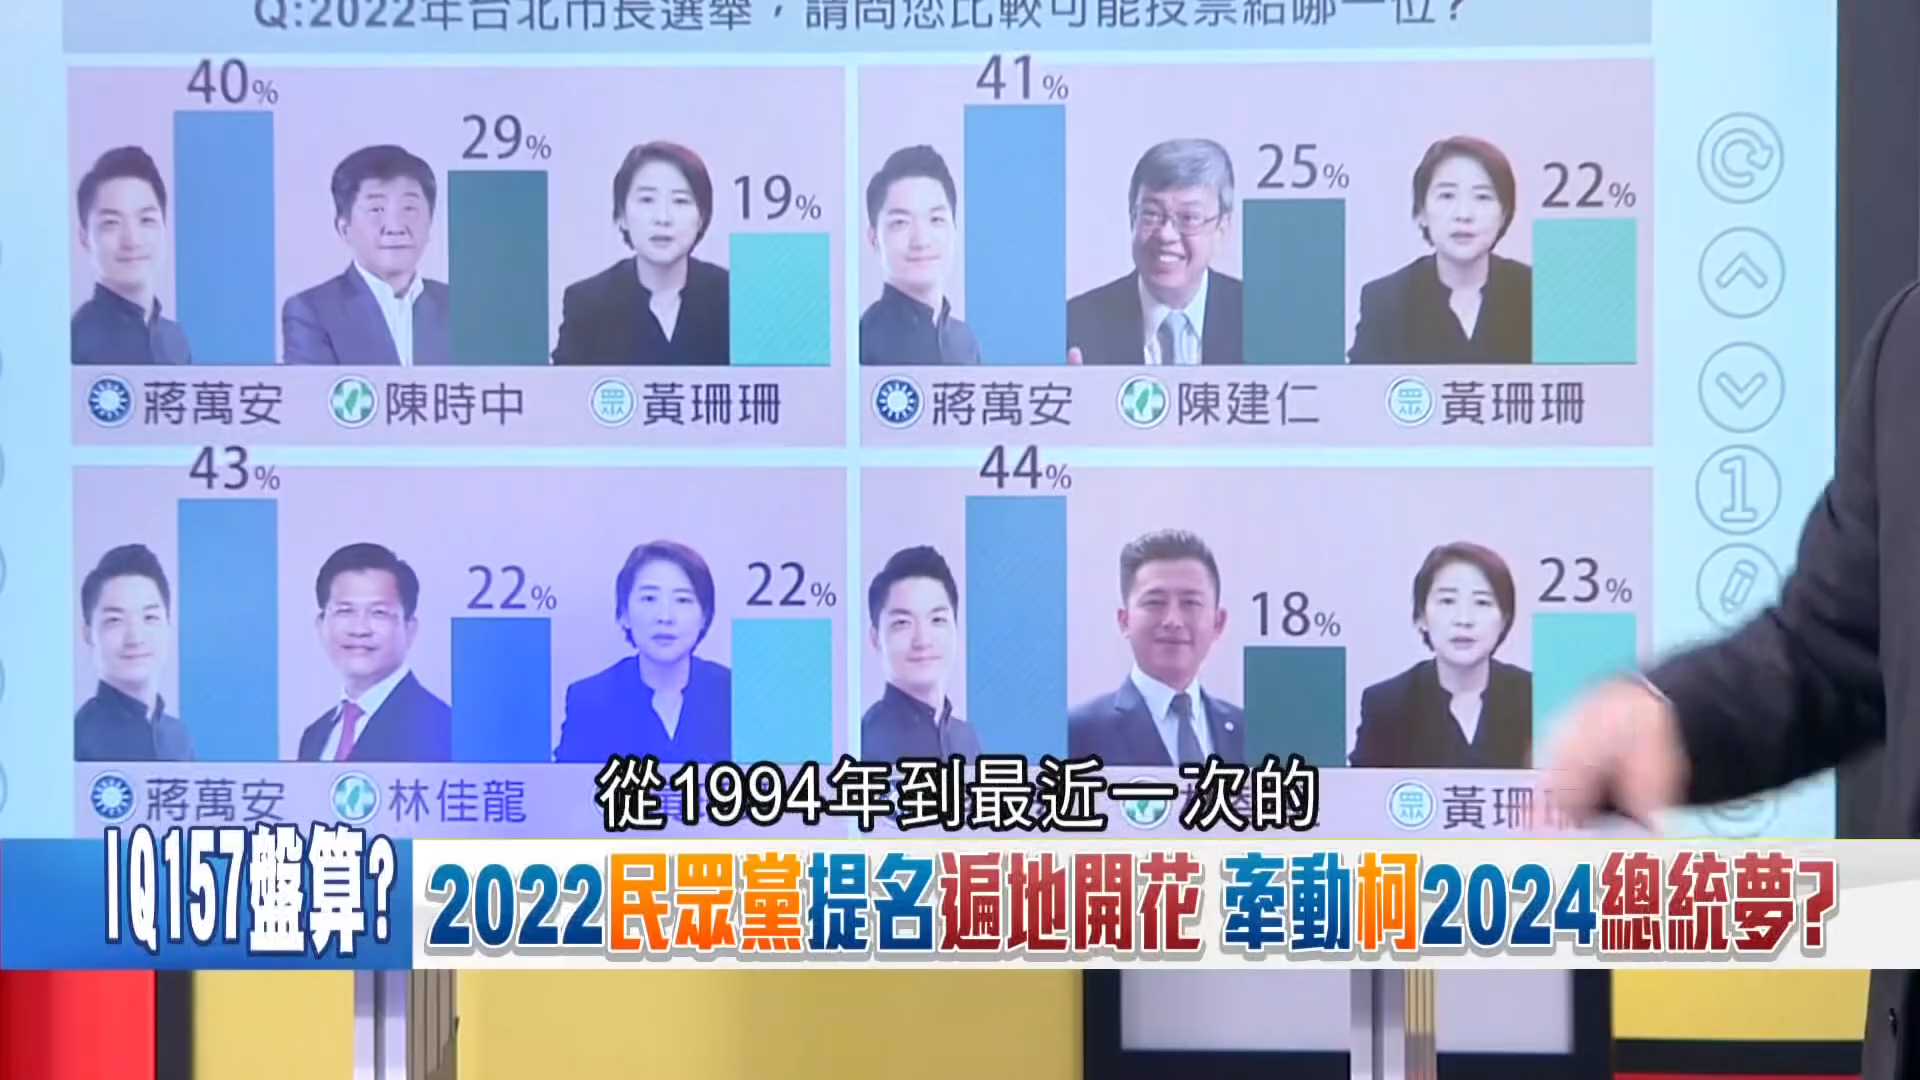 Q:2022年台北市長選舉，請問您比較可能投票給哪一位？
40% 29% 19%
蔣萬安 陳時中 眾 黃珊珊
41% 25% 22%
蔣萬安 陳建仁 眾 黃珊珊
43% 22% 22%
蔣萬安 林佳龍
44% 18% 23%
眾 黃珊
1
從1994年到最近一次的
IQ157盤算?
2022民眾黨提名遍地開花 牽動柯2024總統夢?